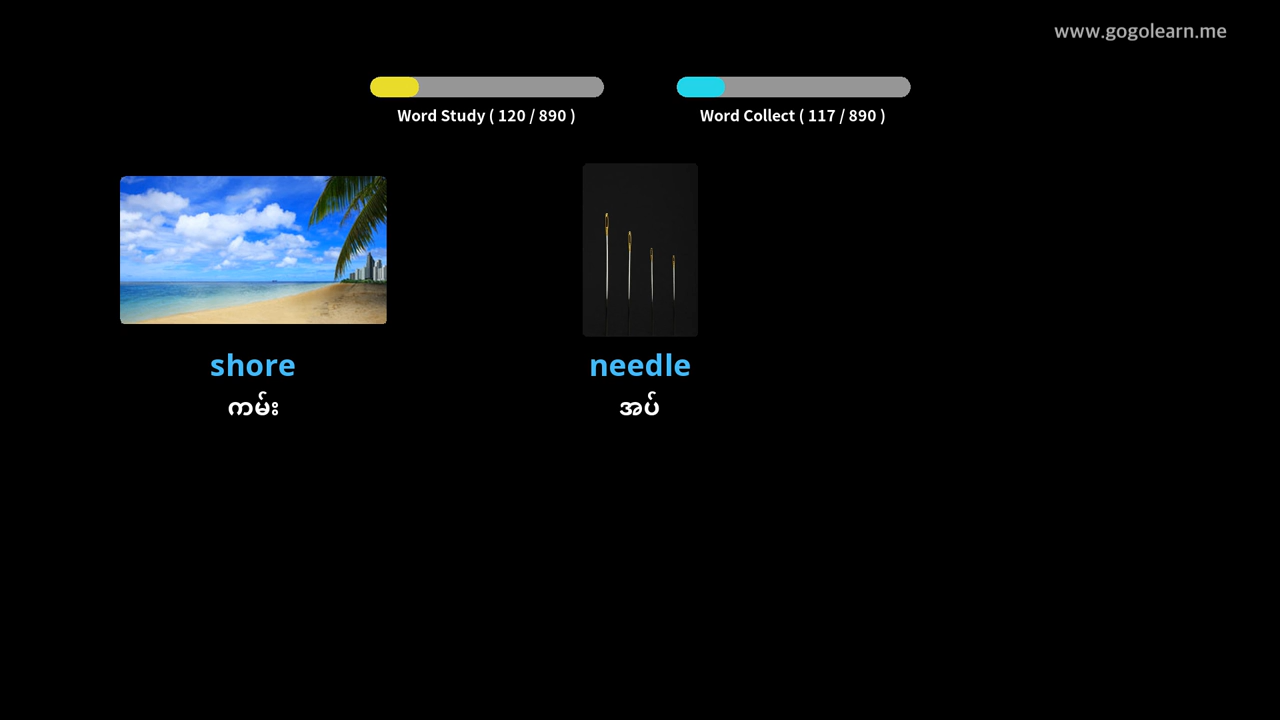 www.gogolearn.me
Word Study ( 120 / 890 )
Word Collect ( 117 / 890 )
shore
ကမ်း
needle
အပ်